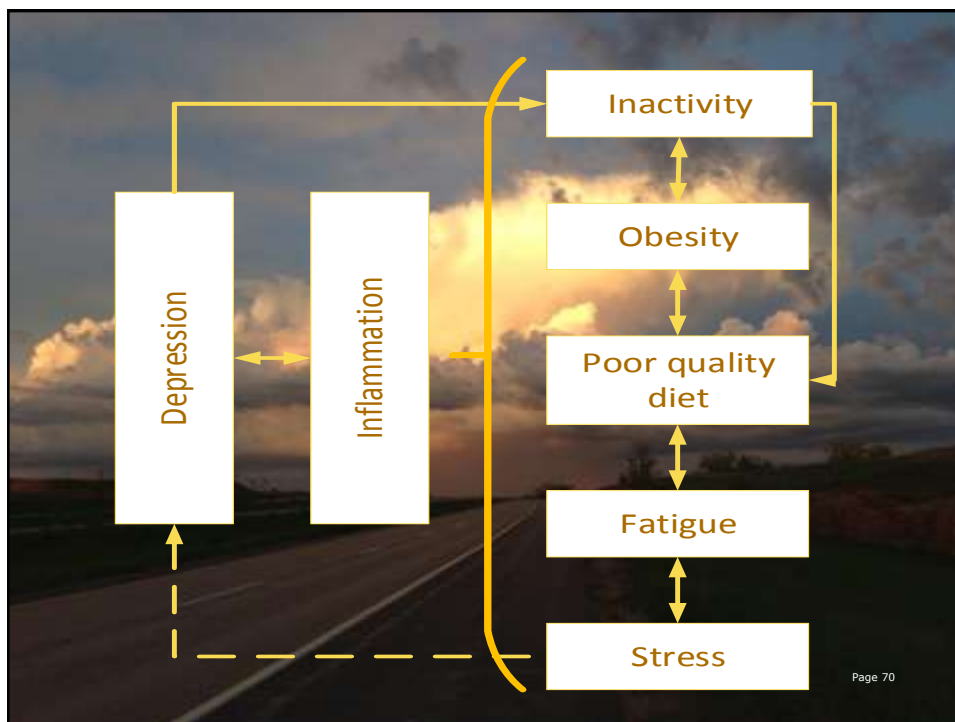 Inactivity
Obesity
Depression
Inflammation
Poor quality
diet
Fatigue
Stress
Page 70